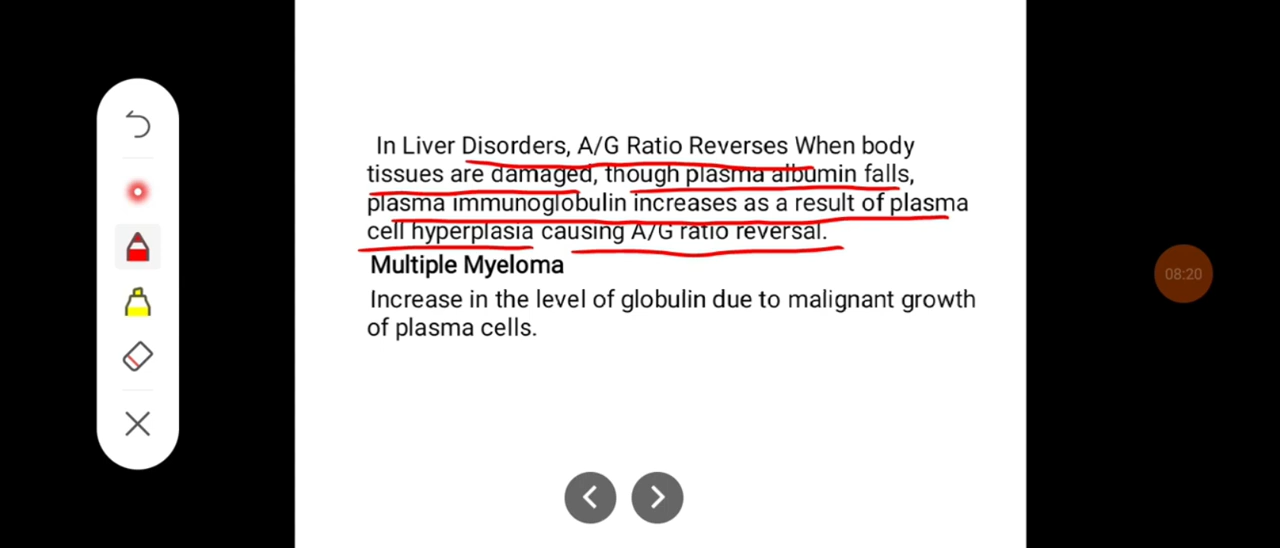 In Liver Disorders, A/G Ratio Reverses When body
tissues are damaged, though plasma albumin falls,
plasma immunoglobulin increases as a result of plasma
cell hyperplasia causing A/G ratio reversal.
Multiple Myeloma
Increase in the level of globulin due to malignant growth
of plasma cells.
08:20